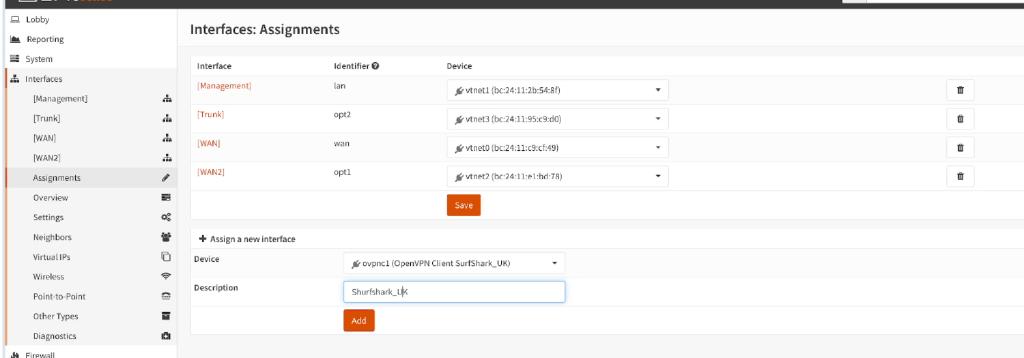 Lobby
Reporting
System
Interfaces
[Management]
[Trunk]
[WAN]
[WAN2]
Assignments
Overview
Settings
Neighbors
Virtual IPs
Wireless
Point-to-Point
Other Types
Diagnostics
Firewall
Interfaces: Assignments
Interface Identifier Device
[Management] lan vtnet1 (bc:24:11:2b:54:8f)
[Trunk] opt2 vtnet3 (bc:24:11:95:c9:d0)
[WAN] wan vtnet0 (bc:24:11:c9:cf:49)
[WAN2] opt1 vtnet2 (bc:24:11:e1:bd:78)
Save
Assign a new interface
Device ovpnc1 (OpenVPN Client SurfShark_UK)
Description Shurfshark_UK
Add